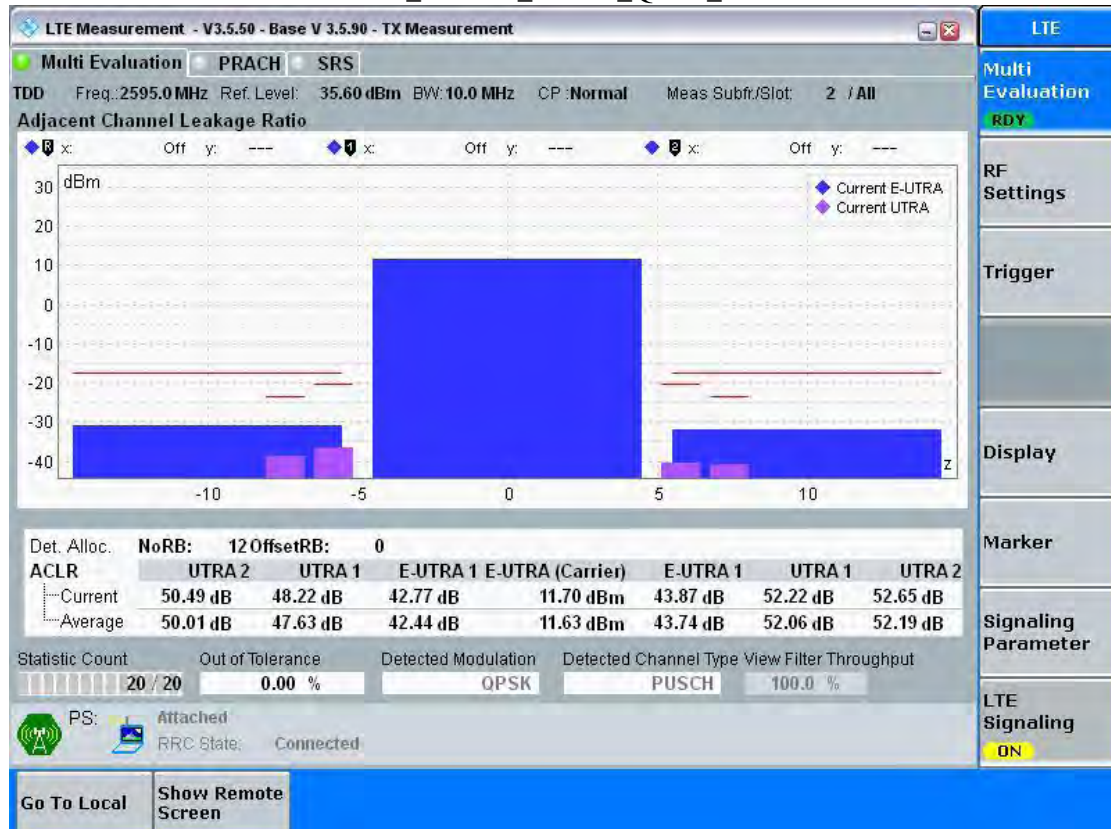 LTE Measurement - V3.5.50 - Base V 3.5.90 - TX Measurement
LTE
Multi Evaluation PRACH SRS
Multi Evaluation
RDY
TDD Freq.:2595.0 MHz Ref. Level: 35.60 dBm BW:10.0 MHz CP :Normal Meas Subfr./Slot: 2 / All
Adjacent Channel Leakage Ratio
R x: Off y: --- 1 x: Off y: --- 2 x: Off y: ---
dBm
Current E-UTRA
Current UTRA
30
20
10
0
-10
-20
-30
-40
Z
-10 -5 0 5 10
RF Settings
Trigger
Display
Marker
Signaling Parameter
LTE Signaling
ON
Det. Alloc. NoRB: 12 OffsetRB: 0
ACLR UTRA 2 UTRA 1 E-UTRA 1 E-UTRA (Carrier) E-UTRA 1 UTRA 1 UTRA 2
Current 50.49 dB 48.22 dB 42.77 dB 11.70 dBm 43.87 dB 52.22 dB 52.65 dB
Average 50.01 dB 47.63 dB 42.44 dB 11.63 dBm 43.74 dB 52.06 dB 52.19 dB
Statistic Count Out of Tolerance Detected Modulation Detected Channel Type View Filter Throughput
20 / 20 0.00 % QPSK PUSCH 100.0 %
PS: Attached
RRC State: Connected
Go To Local
Show Remote Screen